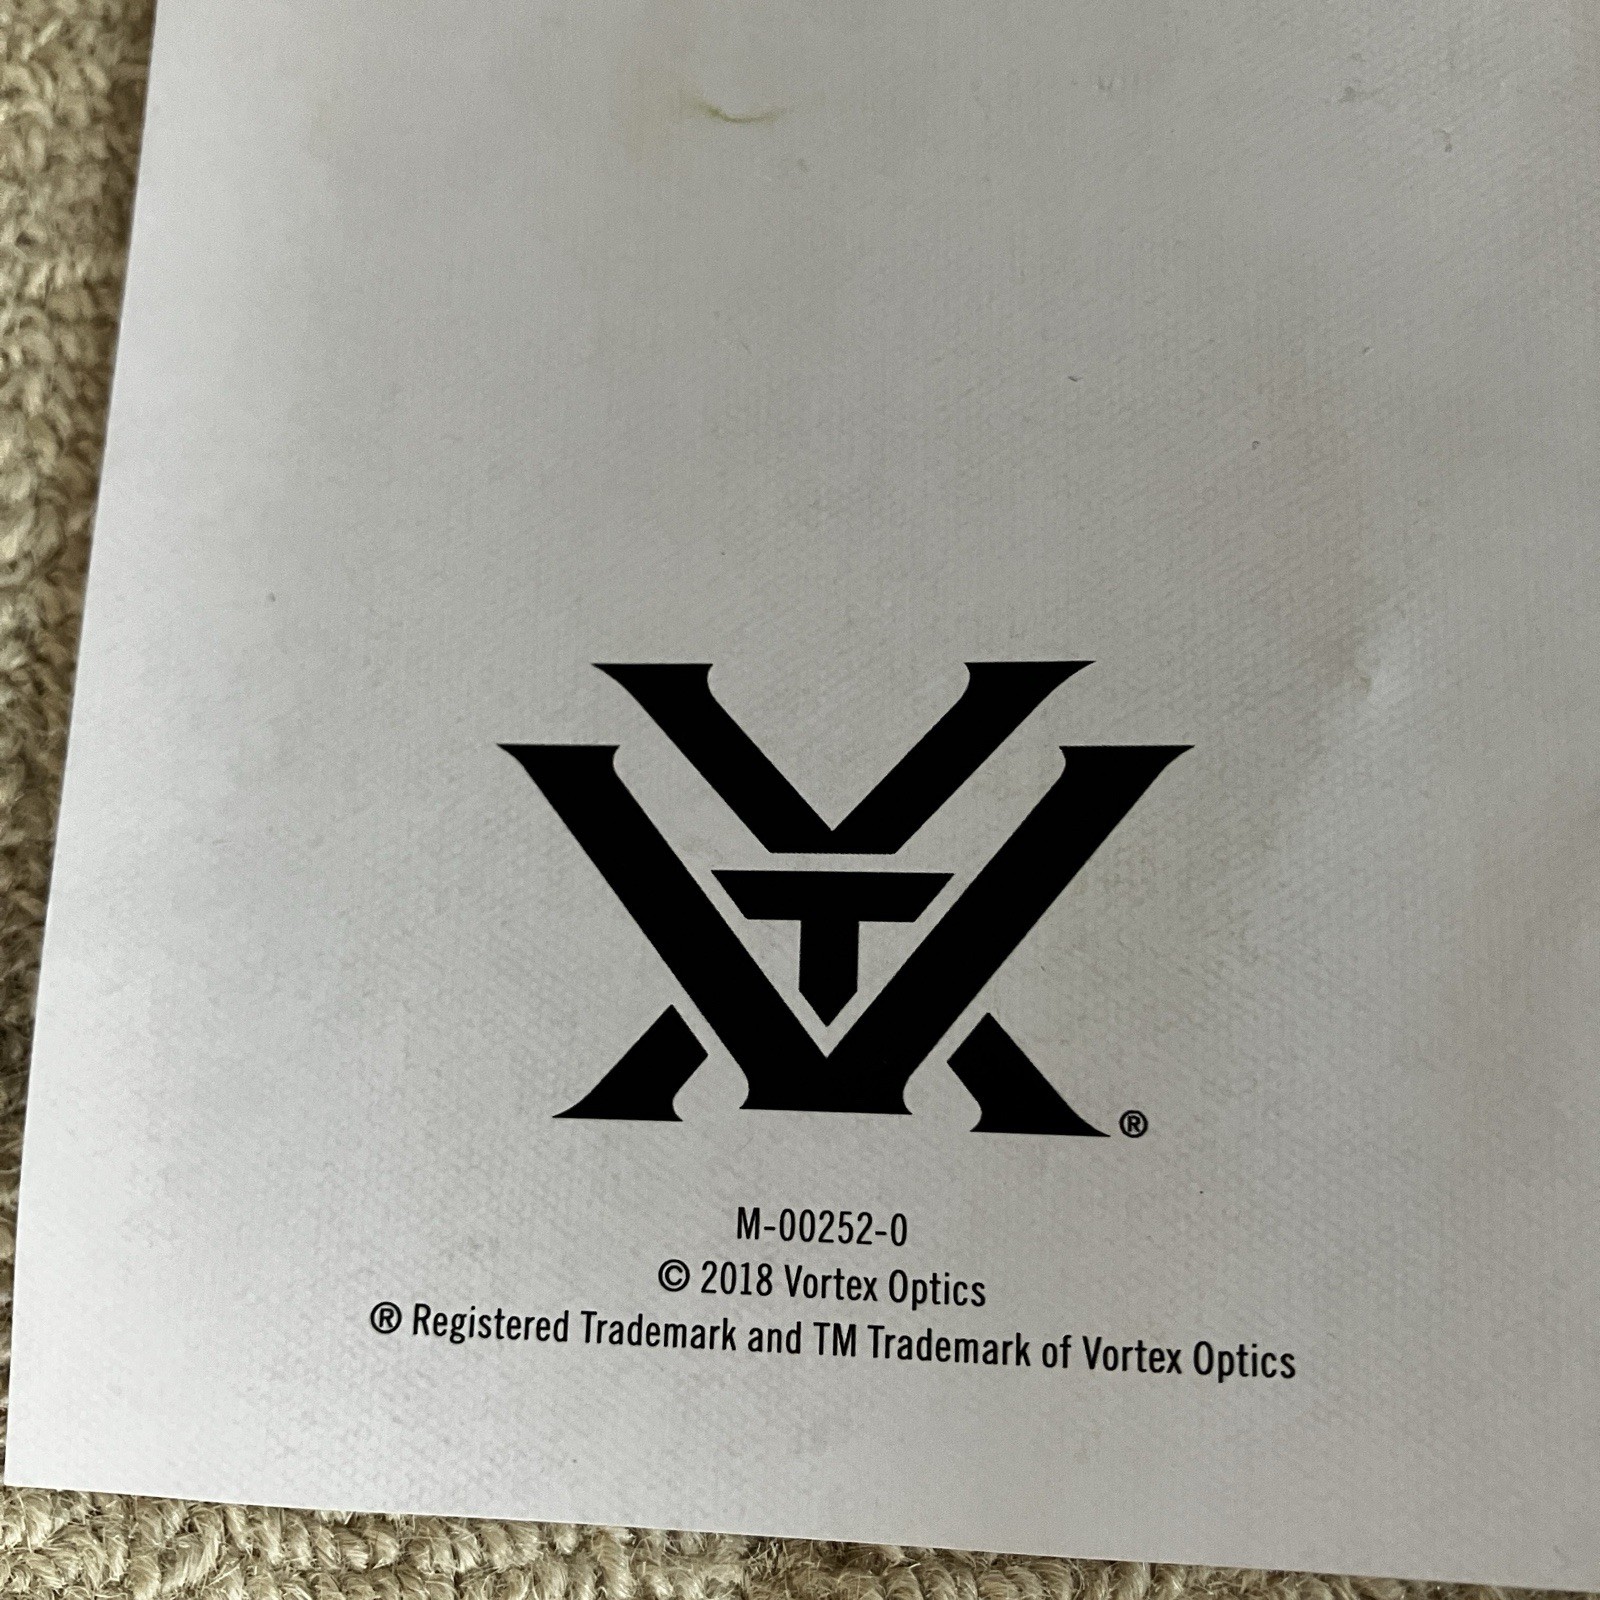 T
®
M-00252-0
© 2018 Vortex Optics
® Registered Trademark and TM Trademark of Vortex Optics